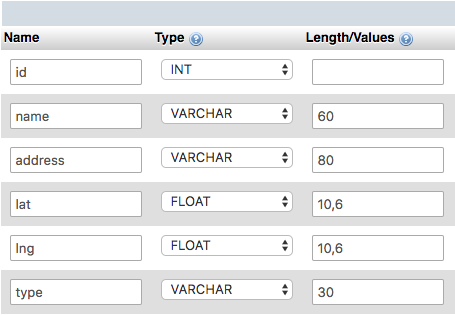 Name Type Length/Values
id INT
name VARCHAR 60
address VARCHAR 80
lat FLOAT 10,6
lng FLOAT 10,6
type VARCHAR 30